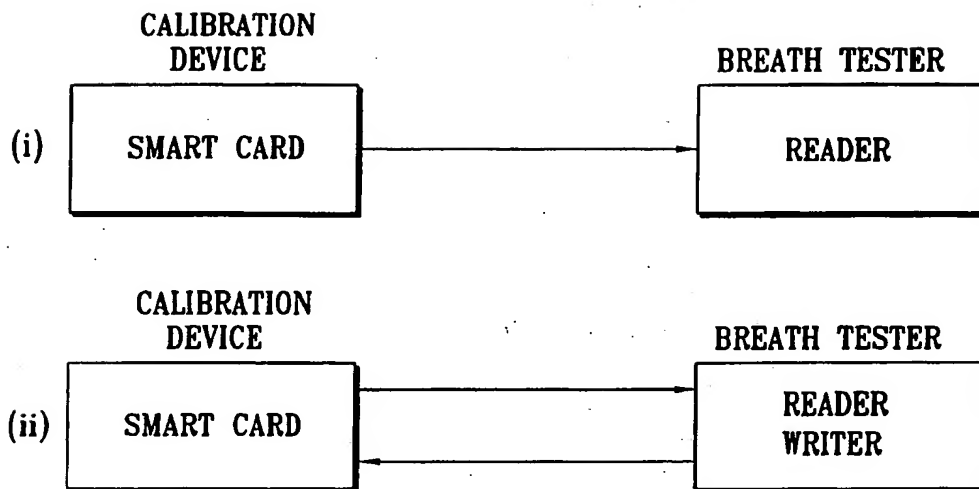 CALIBRATION
DEVICE
BREATH TESTER
(i)
SMART CARD
READER
CALIBRATION
DEVICE
BREATH TESTER
(ii)
SMART CARD
READER
WRITER